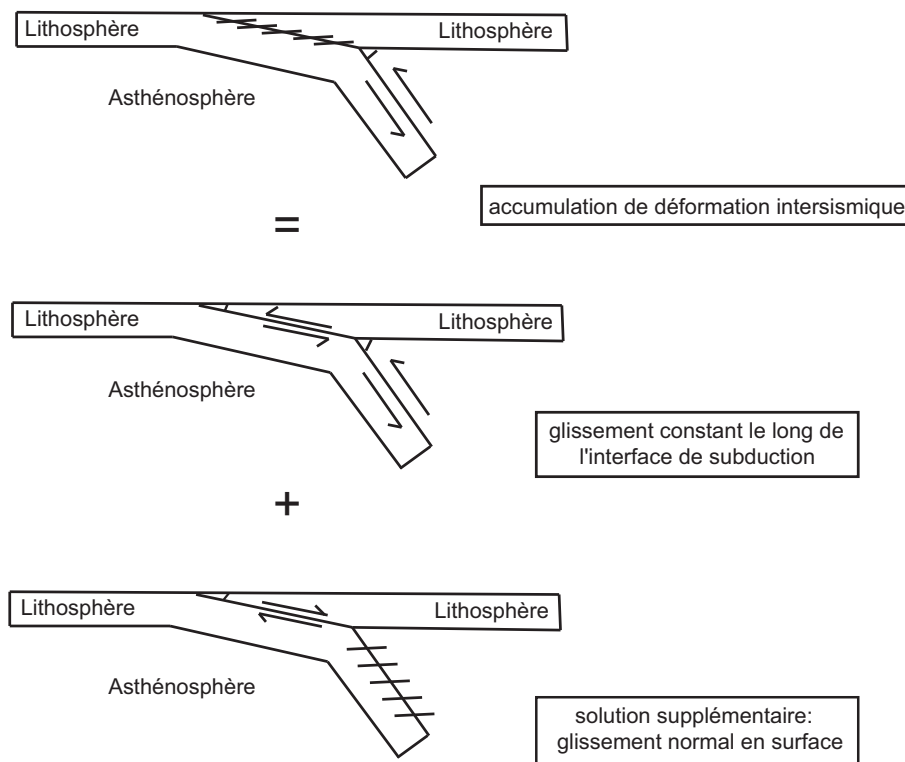 Lithosphère
Lithosphère
Asthénosphère
accumulation de déformation intersismique
=
Lithosphère
Lithosphère
Asthénosphère
glissement constant le long de
l'interface de subduction
+
Lithosphère
Lithosphère
Asthénosphère
solution supplémentaire:
glissement normal en surface